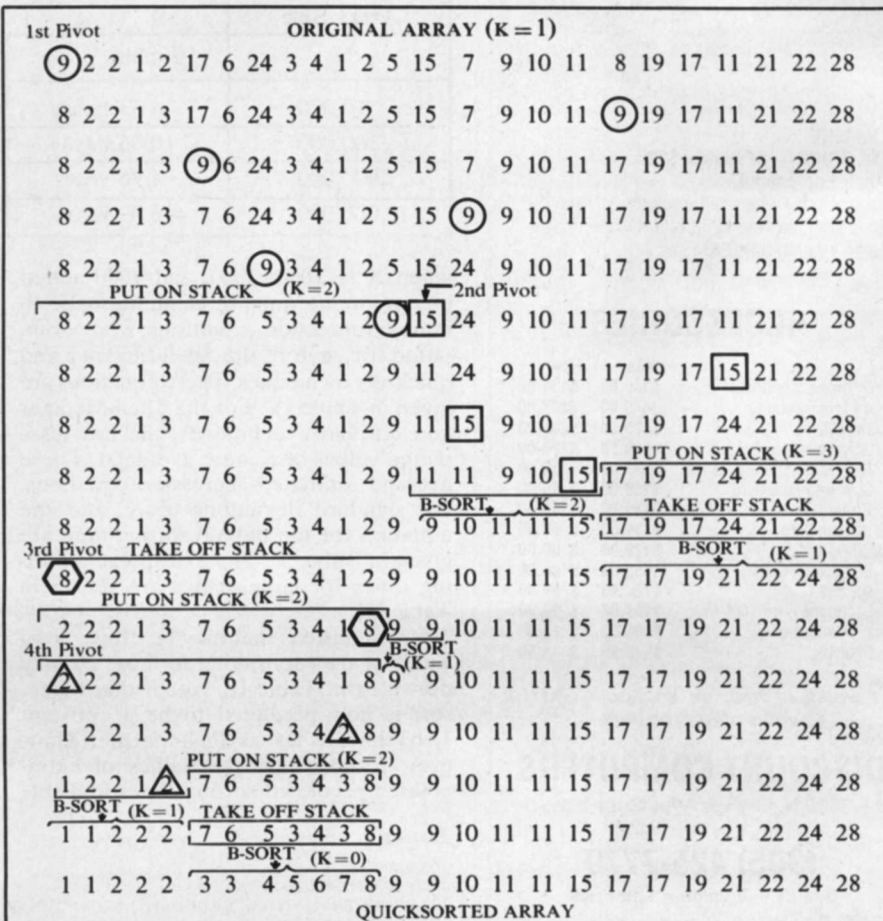 1st Pivot ORIGINAL ARRAY (K = 1)
9 2 2 1 2 17 6 24 3 4 1 2 5 15 7 9 10 11 8 19 17 11 21 22 28
8 2 2 1 3 17 6 24 3 4 1 2 5 15 7 9 10 11 9 19 17 11 21 22 28
8 2 2 1 3 9 6 24 3 4 1 2 5 15 7 9 10 11 17 19 17 11 21 22 28
8 2 2 1 3 7 6 24 3 4 1 2 5 15 9 9 10 11 17 19 17 11 21 22 28
8 2 2 1 3 7 6 9 3 4 1 2 5 15 24 9 10 11 17 19 17 11 21 22 28
PUT ON STACK (K=2) 2nd Pivot
8 2 2 1 3 7 6 5 3 4 1 2 9 15 24 9 10 11 17 19 17 11 21 22 28
8 2 2 1 3 7 6 5 3 4 1 2 9 11 24 9 10 11 17 19 17 15 21 22 28
8 2 2 1 3 7 6 5 3 4 1 2 9 11 15 9 10 11 17 19 17 24 21 22 28
PUT ON STACK (K=3)
8 2 2 1 3 7 6 5 3 4 1 2 9 11 11 9 10 15 17 19 17 24 21 22 28
B-SORT (K=2) TAKE OFF STACK
8 2 2 1 3 7 6 5 3 4 1 2 9 9 10 11 11 15 17 19 17 24 21 22 28
3rd Pivot TAKE OFF STACK B-SORT (K=1)
8 2 2 1 3 7 6 5 3 4 1 2 9 9 10 11 11 15 17 17 19 21 22 24 28
PUT ON STACK (K=2)
2 2 2 1 3 7 6 5 3 4 1 8 9 9 10 11 11 15 17 17 19 21 22 24 28
4th Pivot B-SORT (K=1)
2 2 2 1 3 7 6 5 3 4 1 8 9 9 10 11 11 15 17 17 19 21 22 24 28
1 2 2 1 3 7 6 5 3 4 2 8 9 9 10 11 11 15 17 17 19 21 22 24 28
PUT ON STACK (K=2)
1 2 2 1 2 7 6 5 3 4 3 8 9 9 10 11 11 15 17 17 19 21 22 24 28
B-SORT (K=1) TAKE OFF STACK
1 1 2 2 2 7 6 5 3 4 3 8 9 9 10 11 11 15 17 17 19 21 22 24 28
B-SORT (K=0)
1 1 2 2 2 3 3 4 5 6 7 8 9 9 10 11 11 15 17 17 19 21 22 24 28
QUICKSORTED ARRAY